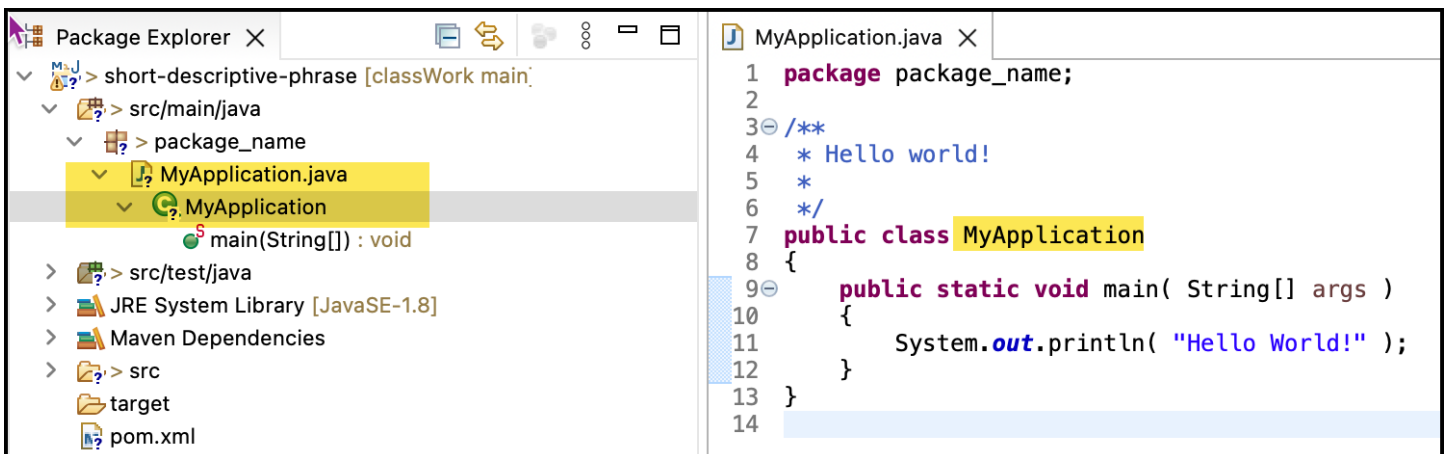 Package Explorer
> short-descriptive-phrase [classWork main]
> src/main/java
> package_name
MyApplication.java
MyApplication
main(String[]) : void
> src/test/java
JRE System Library [JavaSE-1.8]
Maven Dependencies
> src
target
pom.xml
MyApplication.java
1 package package_name;
2
3 /**
4 * Hello world!
5 *
6 */
7 public class MyApplication
8 {
9 public static void main( String[] args )
10 {
11 System.out.println( "Hello World!" );
12 }
13 }
14